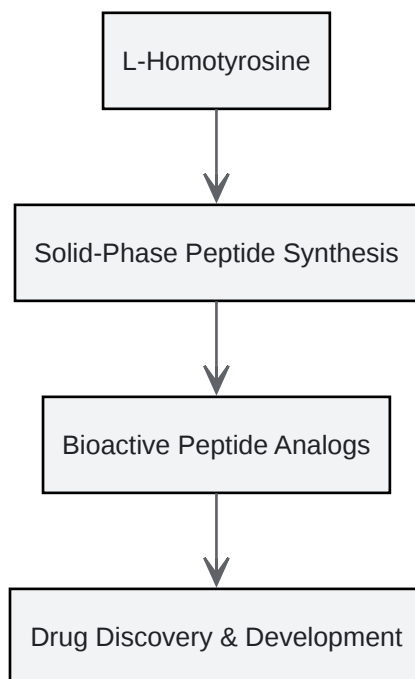 L-Homotyrosine
Solid-Phase Peptide Synthesis
Bioactive Peptide Analogs
Drug Discovery & Development